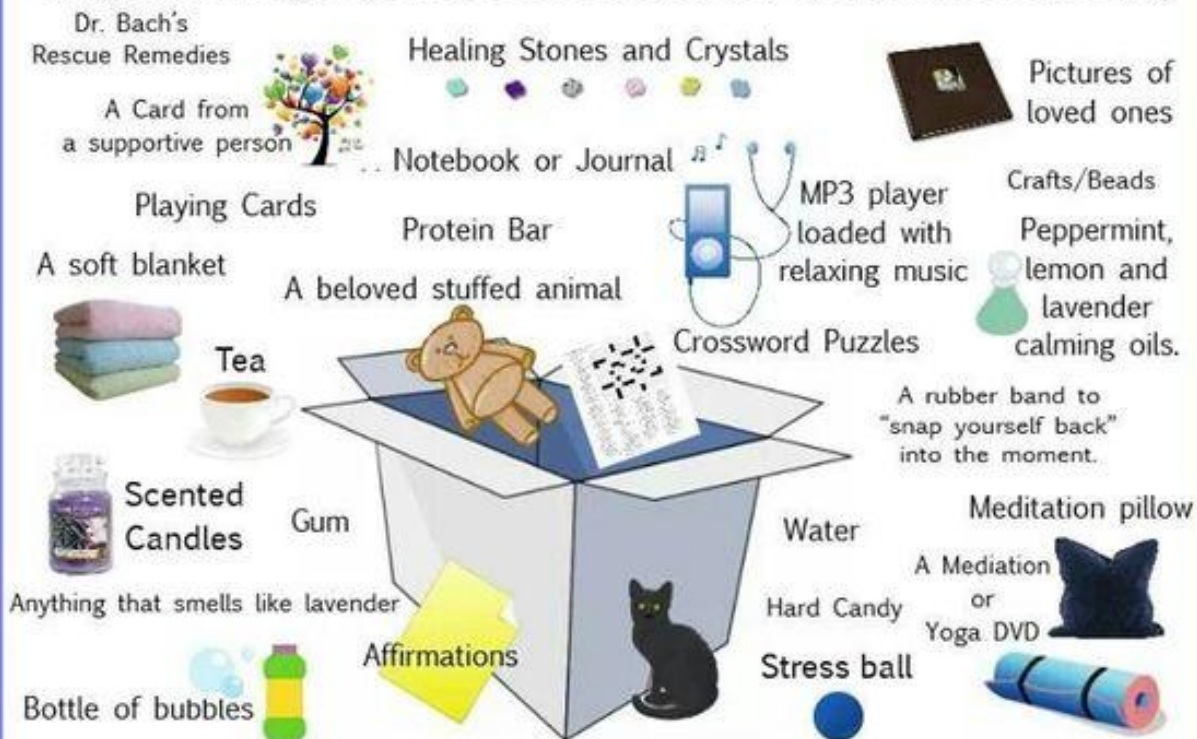 Dr. Bach's
Rescue Remedies
Healing Stones and Crystals
Pictures of
loved ones
A Card from
a supportive person
Notebook or Journal
Crafts/Beads
Playing Cards
MP3 player
loaded with
relaxing music
Protein Bar
Peppermint,
lemon and
lavender
calming oils.
A soft blanket
A beloved stuffed animal
Tea
Crossword Puzzles
A rubber band to
"snap yourself back"
into the moment.
Scented
Candles
Gum
Water
Meditation pillow
A Mediation
or
Yoga DVD
Anything that smells like lavender
Hard Candy
Affirmations
Stress ball
Bottle of bubbles